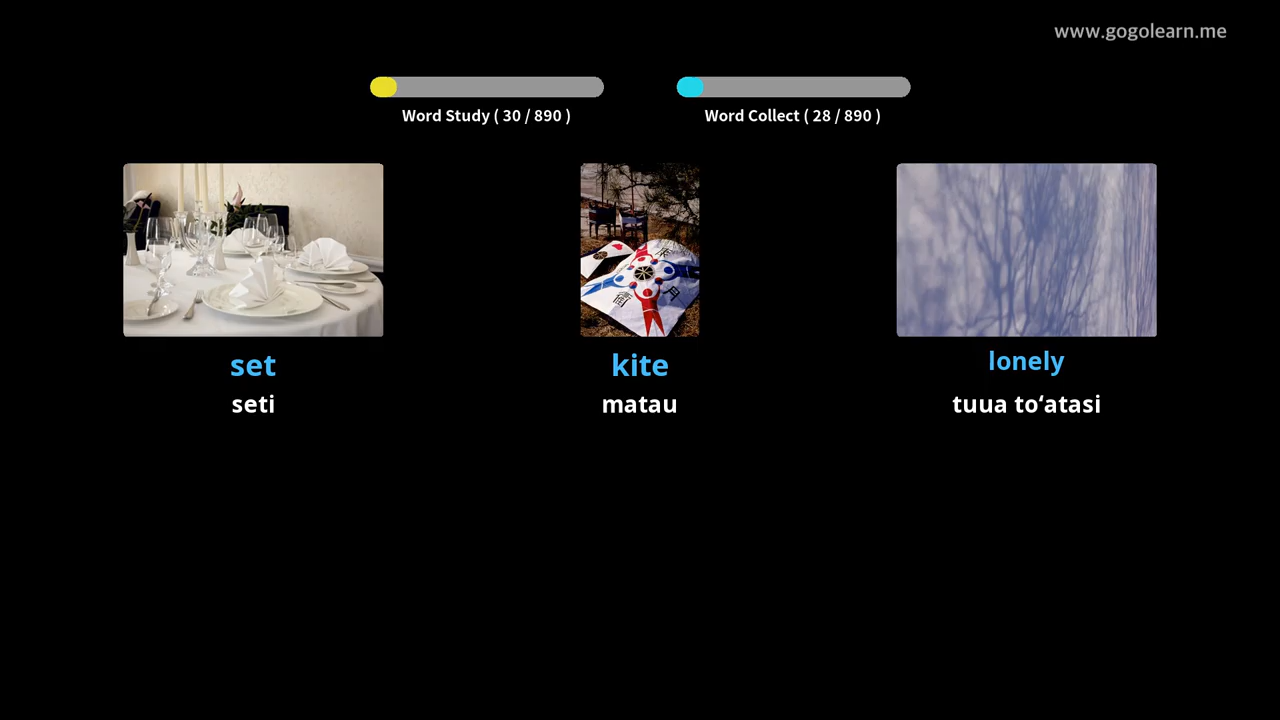 www.gogolearn.me
Word Study ( 30 / 890 )
Word Collect ( 28 / 890 )
set
kite
lonely
seti
matau
tuua toʻatasi